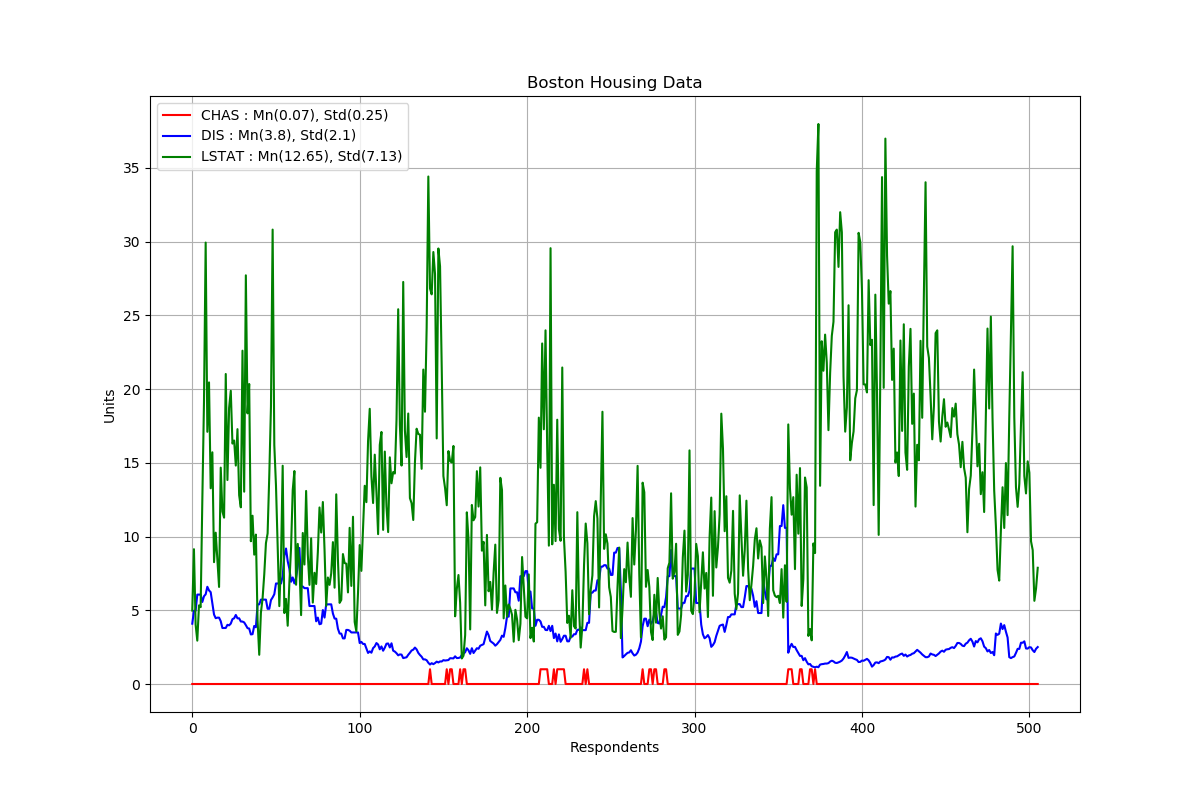 Boston Housing Data
CHAS : Mn(0.07), Std(0.25)
DIS : Mn(3.8), Std(2.1)
LSTAT : Mn(12.65), Std(7.13)
35
30
25
20
15
10
5
0
Units
0 100 200 300 400 500
Respondents